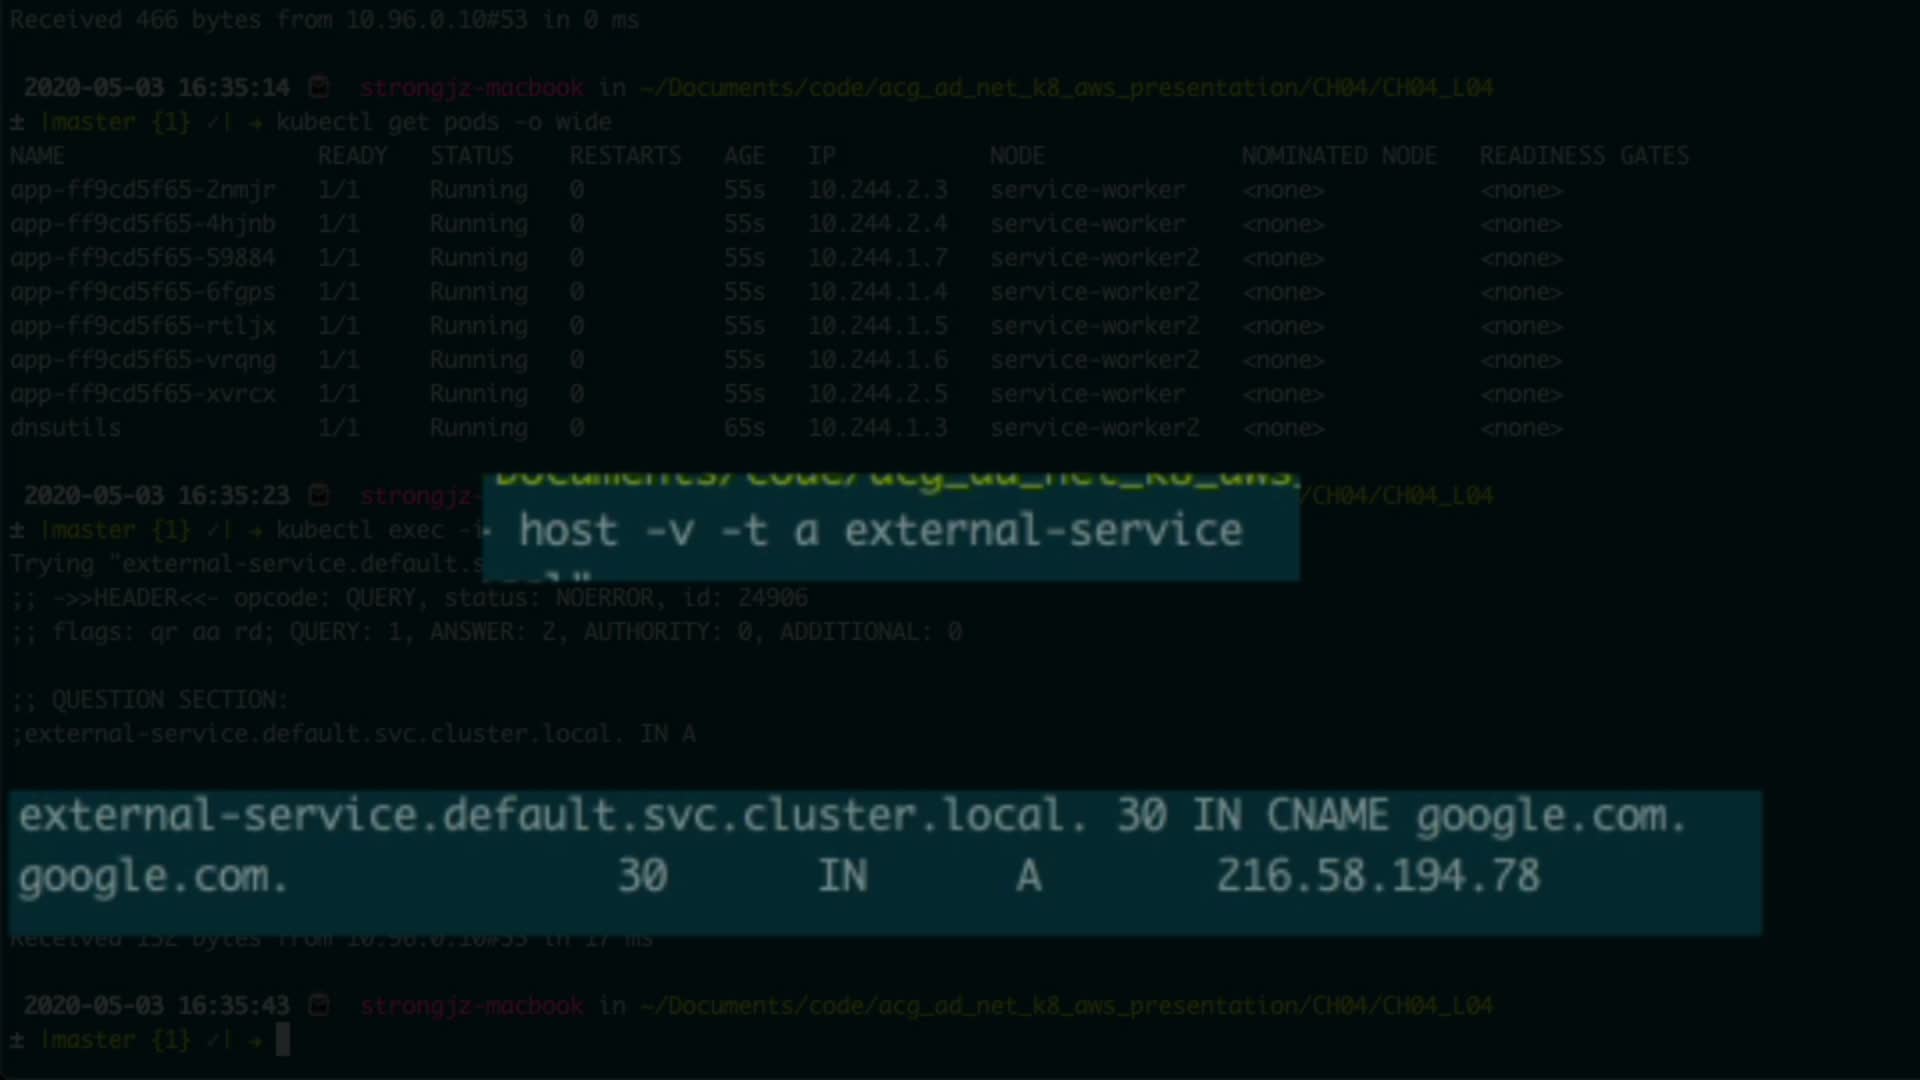 Received 466 bytes from 10.96.0.10#53 in 0 ms
2020-05-03 16:35:14 strongjz-macbook in ~/Documents/code/acg_ad_net_k8_aws_presentation/CH04/CH04_L04
± |master {1} ✓| → kubectl get pods -o wide
NAME READY STATUS RESTARTS AGE IP NODE NOMINATED NODE READINESS GATES
app-ff9cd5f65-2nmjr 1/1 Running 0 55s 10.244.2.3 service-worker <none> <none>
app-ff9cd5f65-4hjnb 1/1 Running 0 55s 10.244.2.4 service-worker <none> <none>
app-ff9cd5f65-59884 1/1 Running 0 55s 10.244.1.7 service-worker2 <none> <none>
app-ff9cd5f65-6fgps 1/1 Running 0 55s 10.244.1.4 service-worker2 <none> <none>
app-ff9cd5f65-rtljx 1/1 Running 0 55s 10.244.1.5 service-worker2 <none> <none>
app-ff9cd5f65-vrqng 1/1 Running 0 55s 10.244.1.6 service-worker2 <none> <none>
app-ff9cd5f65-xvrcx 1/1 Running 0 55s 10.244.2.5 service-worker <none> <none>
dnsutils 1/1 Running 0 65s 10.244.1.3 service-worker2 <none> <none>
2020-05-03 16:35:23 strongjz- Documents/code/acg_ad_net_k8_aws_ /CH04/CH04_L04
± |master {1} ✓| → kubectl exec -i host -v -t a external-service
Trying "external-service.default.s
;; ->>HEADER<<- opcode: QUERY, status: NOERROR, id: 24906
;; flags: qr aa rd; QUERY: 1, ANSWER: 2, AUTHORITY: 0, ADDITIONAL: 0
;; QUESTION SECTION:
;external-service.default.svc.cluster.local. IN A
external-service.default.svc.cluster.local. 30 IN CNAME google.com.
google.com. 30 IN A 216.58.194.78
Received 152 bytes from 10.96.0.10#53 in 17 ms
2020-05-03 16:35:43 strongjz-macbook in ~/Documents/code/acg_ad_net_k8_aws_presentation/CH04/CH04_L04
± |master {1} ✓| →